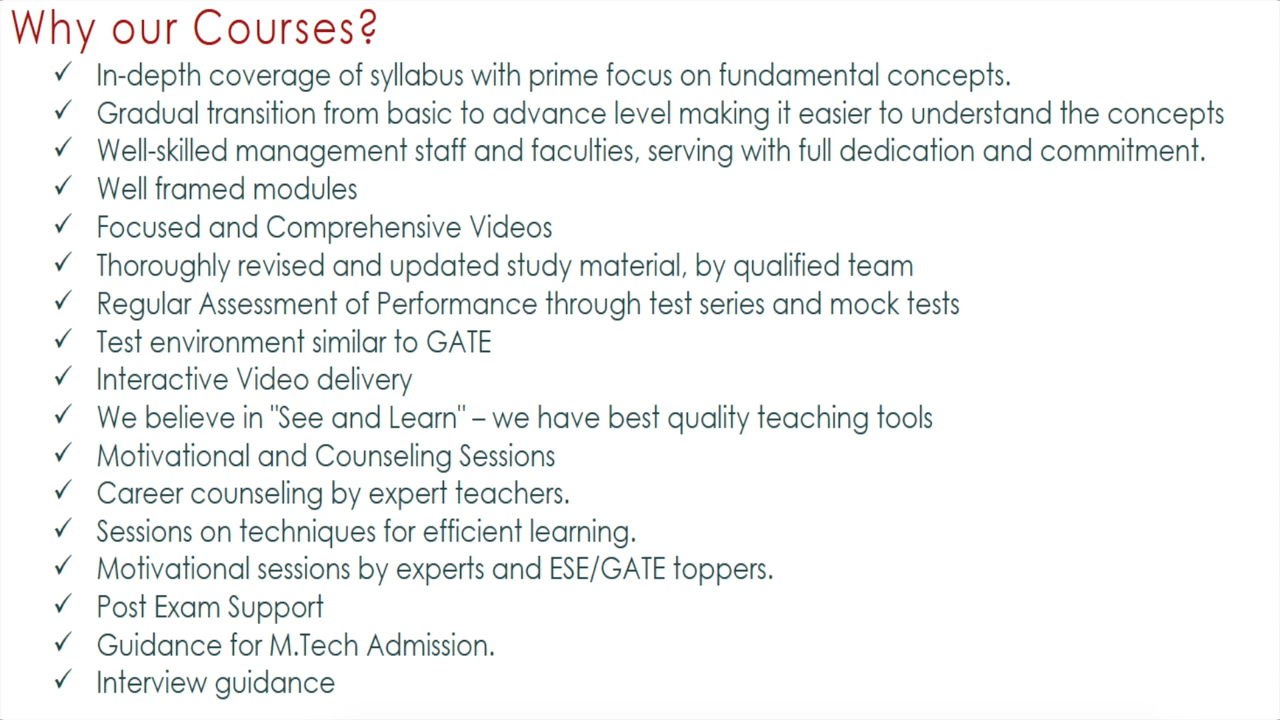 Why our Courses?
✓ In-depth coverage of syllabus with prime focus on fundamental concepts.
✓ Gradual transition from basic to advance level making it easier to understand the concepts
✓ Well-skilled management staff and faculties, serving with full dedication and commitment.
✓ Well framed modules
✓ Focused and Comprehensive Videos
✓ Thoroughly revised and updated study material, by qualified team
✓ Regular Assessment of Performance through test series and mock tests
✓ Test environment similar to GATE
✓ Interactive Video delivery
✓ We believe in "See and Learn" – we have best quality teaching tools
✓ Motivational and Counseling Sessions
✓ Career counseling by expert teachers.
✓ Sessions on techniques for efficient learning.
✓ Motivational sessions by experts and ESE/GATE toppers.
✓ Post Exam Support
✓ Guidance for M.Tech Admission.
✓ Interview guidance